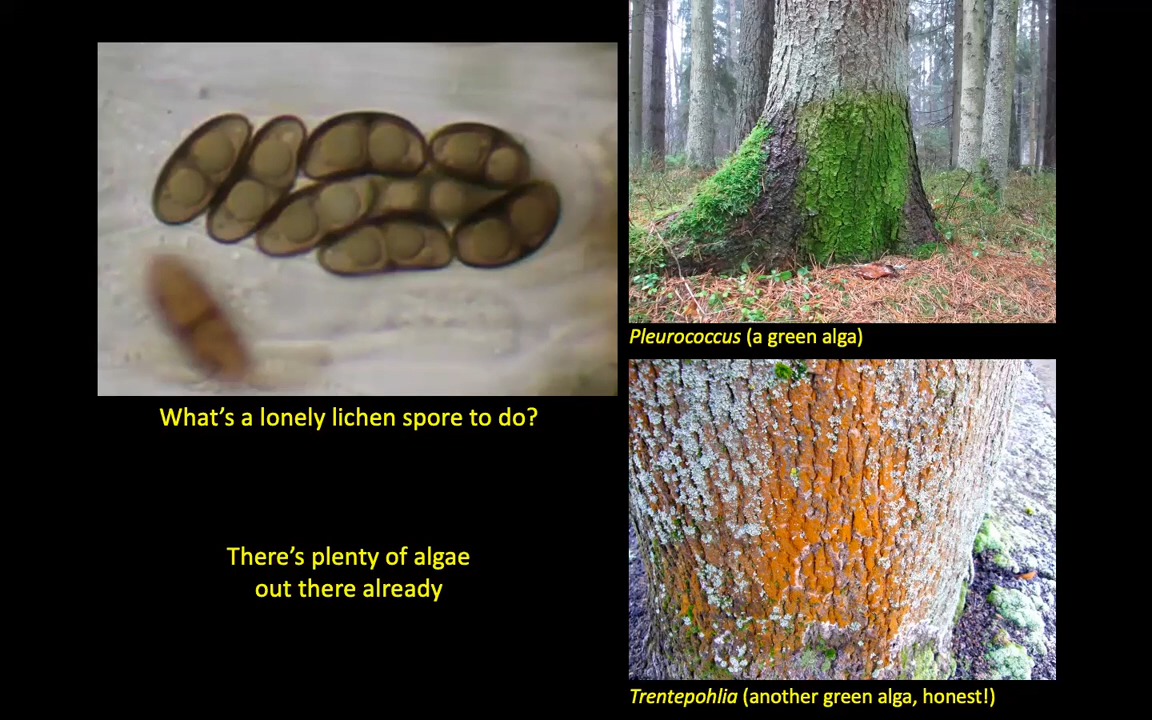 What's a lonely lichen spore to do?
There's plenty of algae
out there already
Pleurococcus (a green alga)
Trentepohlia (another green alga, honest!)